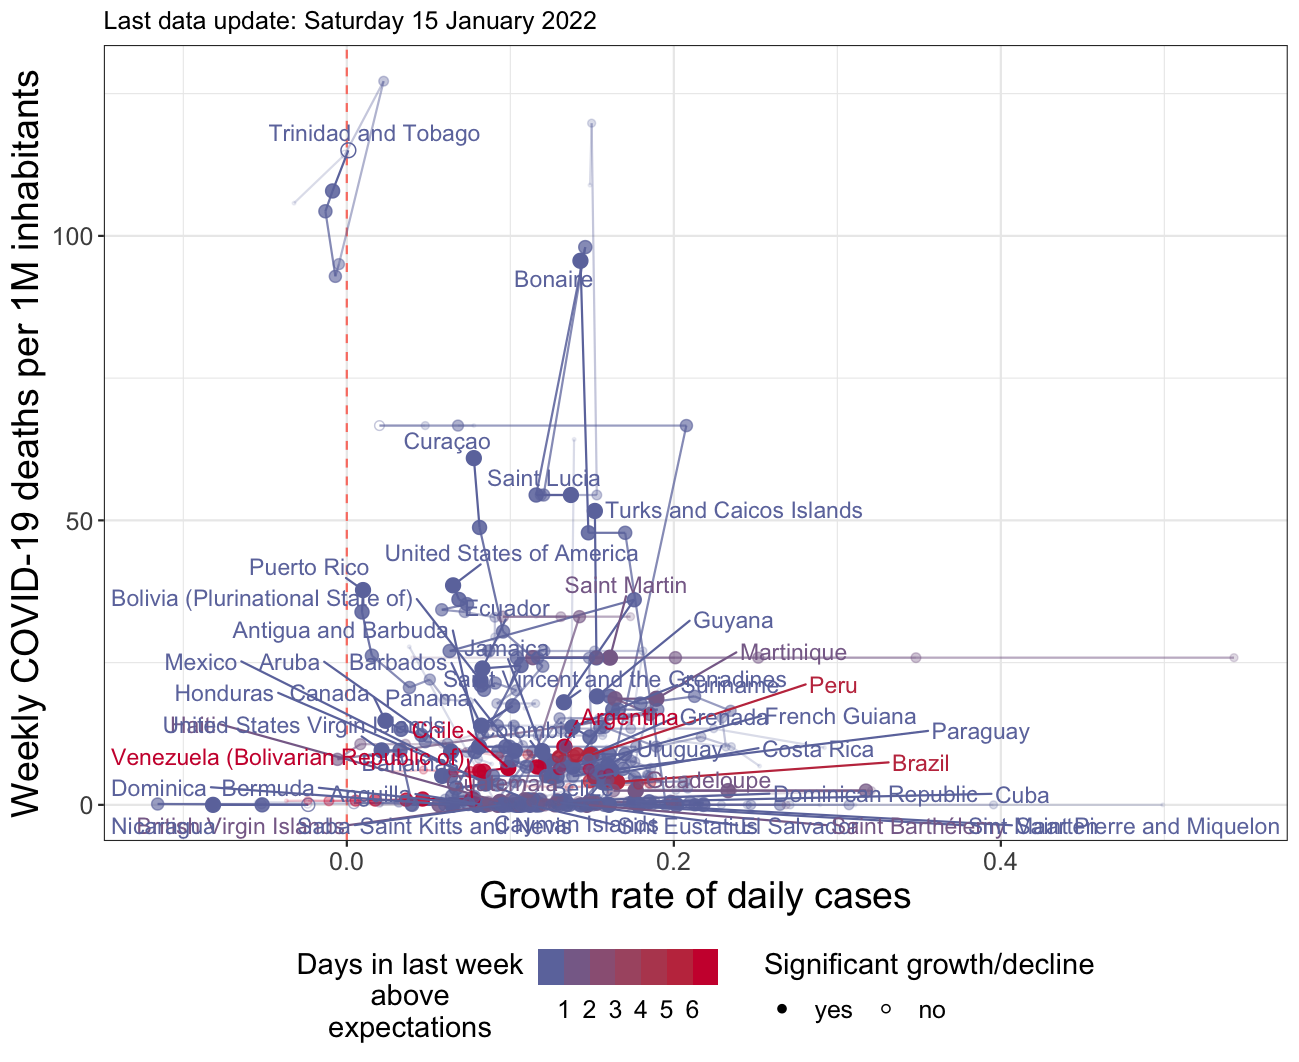 Last data update: Saturday 15 January 2022
Weekly COVID-19 deaths per 1M inhabitants
100
50
0
Trinidad and Tobago
Bonaire
Curaçao
Saint Lucia
Turks and Caicos Islands
United States of America
Puerto Rico
Saint Martin
Bolivia (Plurinational State of)
Ecuador
Guyana
Antigua and Barbuda
Jamaica
Martinique
Mexico
Aruba
Barbados
Saint Vincent and the Grenadines
Suriname
Peru
Honduras
Canada
Panama
Argentina
Grenada
French Guiana
United States Virgin Islands
Haiti
Chile
Colombia
Paraguay
Uruguay
Costa Rica
Venezuela (Bolivarian Republic of)
Bahamas
Brazil
Guadeloupe
Dominica
Bermuda
Anguilla
Dominican Republic
Cuba
Nicaragua
British Virgin Islands
Saba
Saint Kitts and Nevis
Cayman Islands
Sint Eustatius
El Salvador
Saint Barthélemy
Sint Maarten
Saint Pierre and Miquelon
0.0
0.2
0.4
Growth rate of daily cases
Days in last week
above
expectations
1 2 3 4 5 6
Significant growth/decline
yes
no